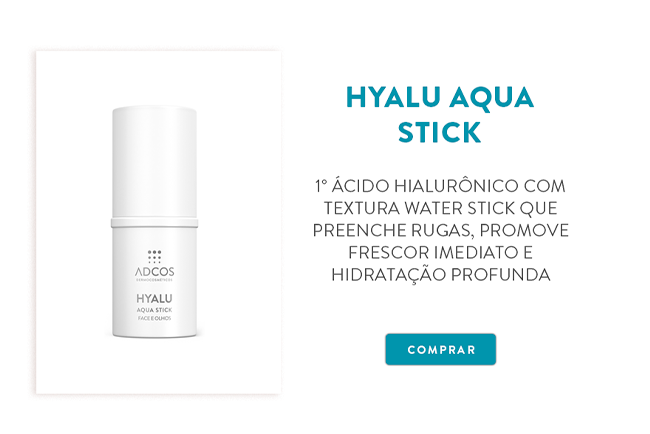 ADCOS
DERMOCOSMÉTICOS
HYALU
AQUA STICK
FACE E OLHOS
HYALU AQUA
STICK
1º ÁCIDO HIALURÔNICO COM
TEXTURA WATER STICK QUE
PREENCHE RUGAS, PROMOVE
FRESCOR IMEDIATO E
HIDRATAÇÃO PROFUNDA
COMPRAR